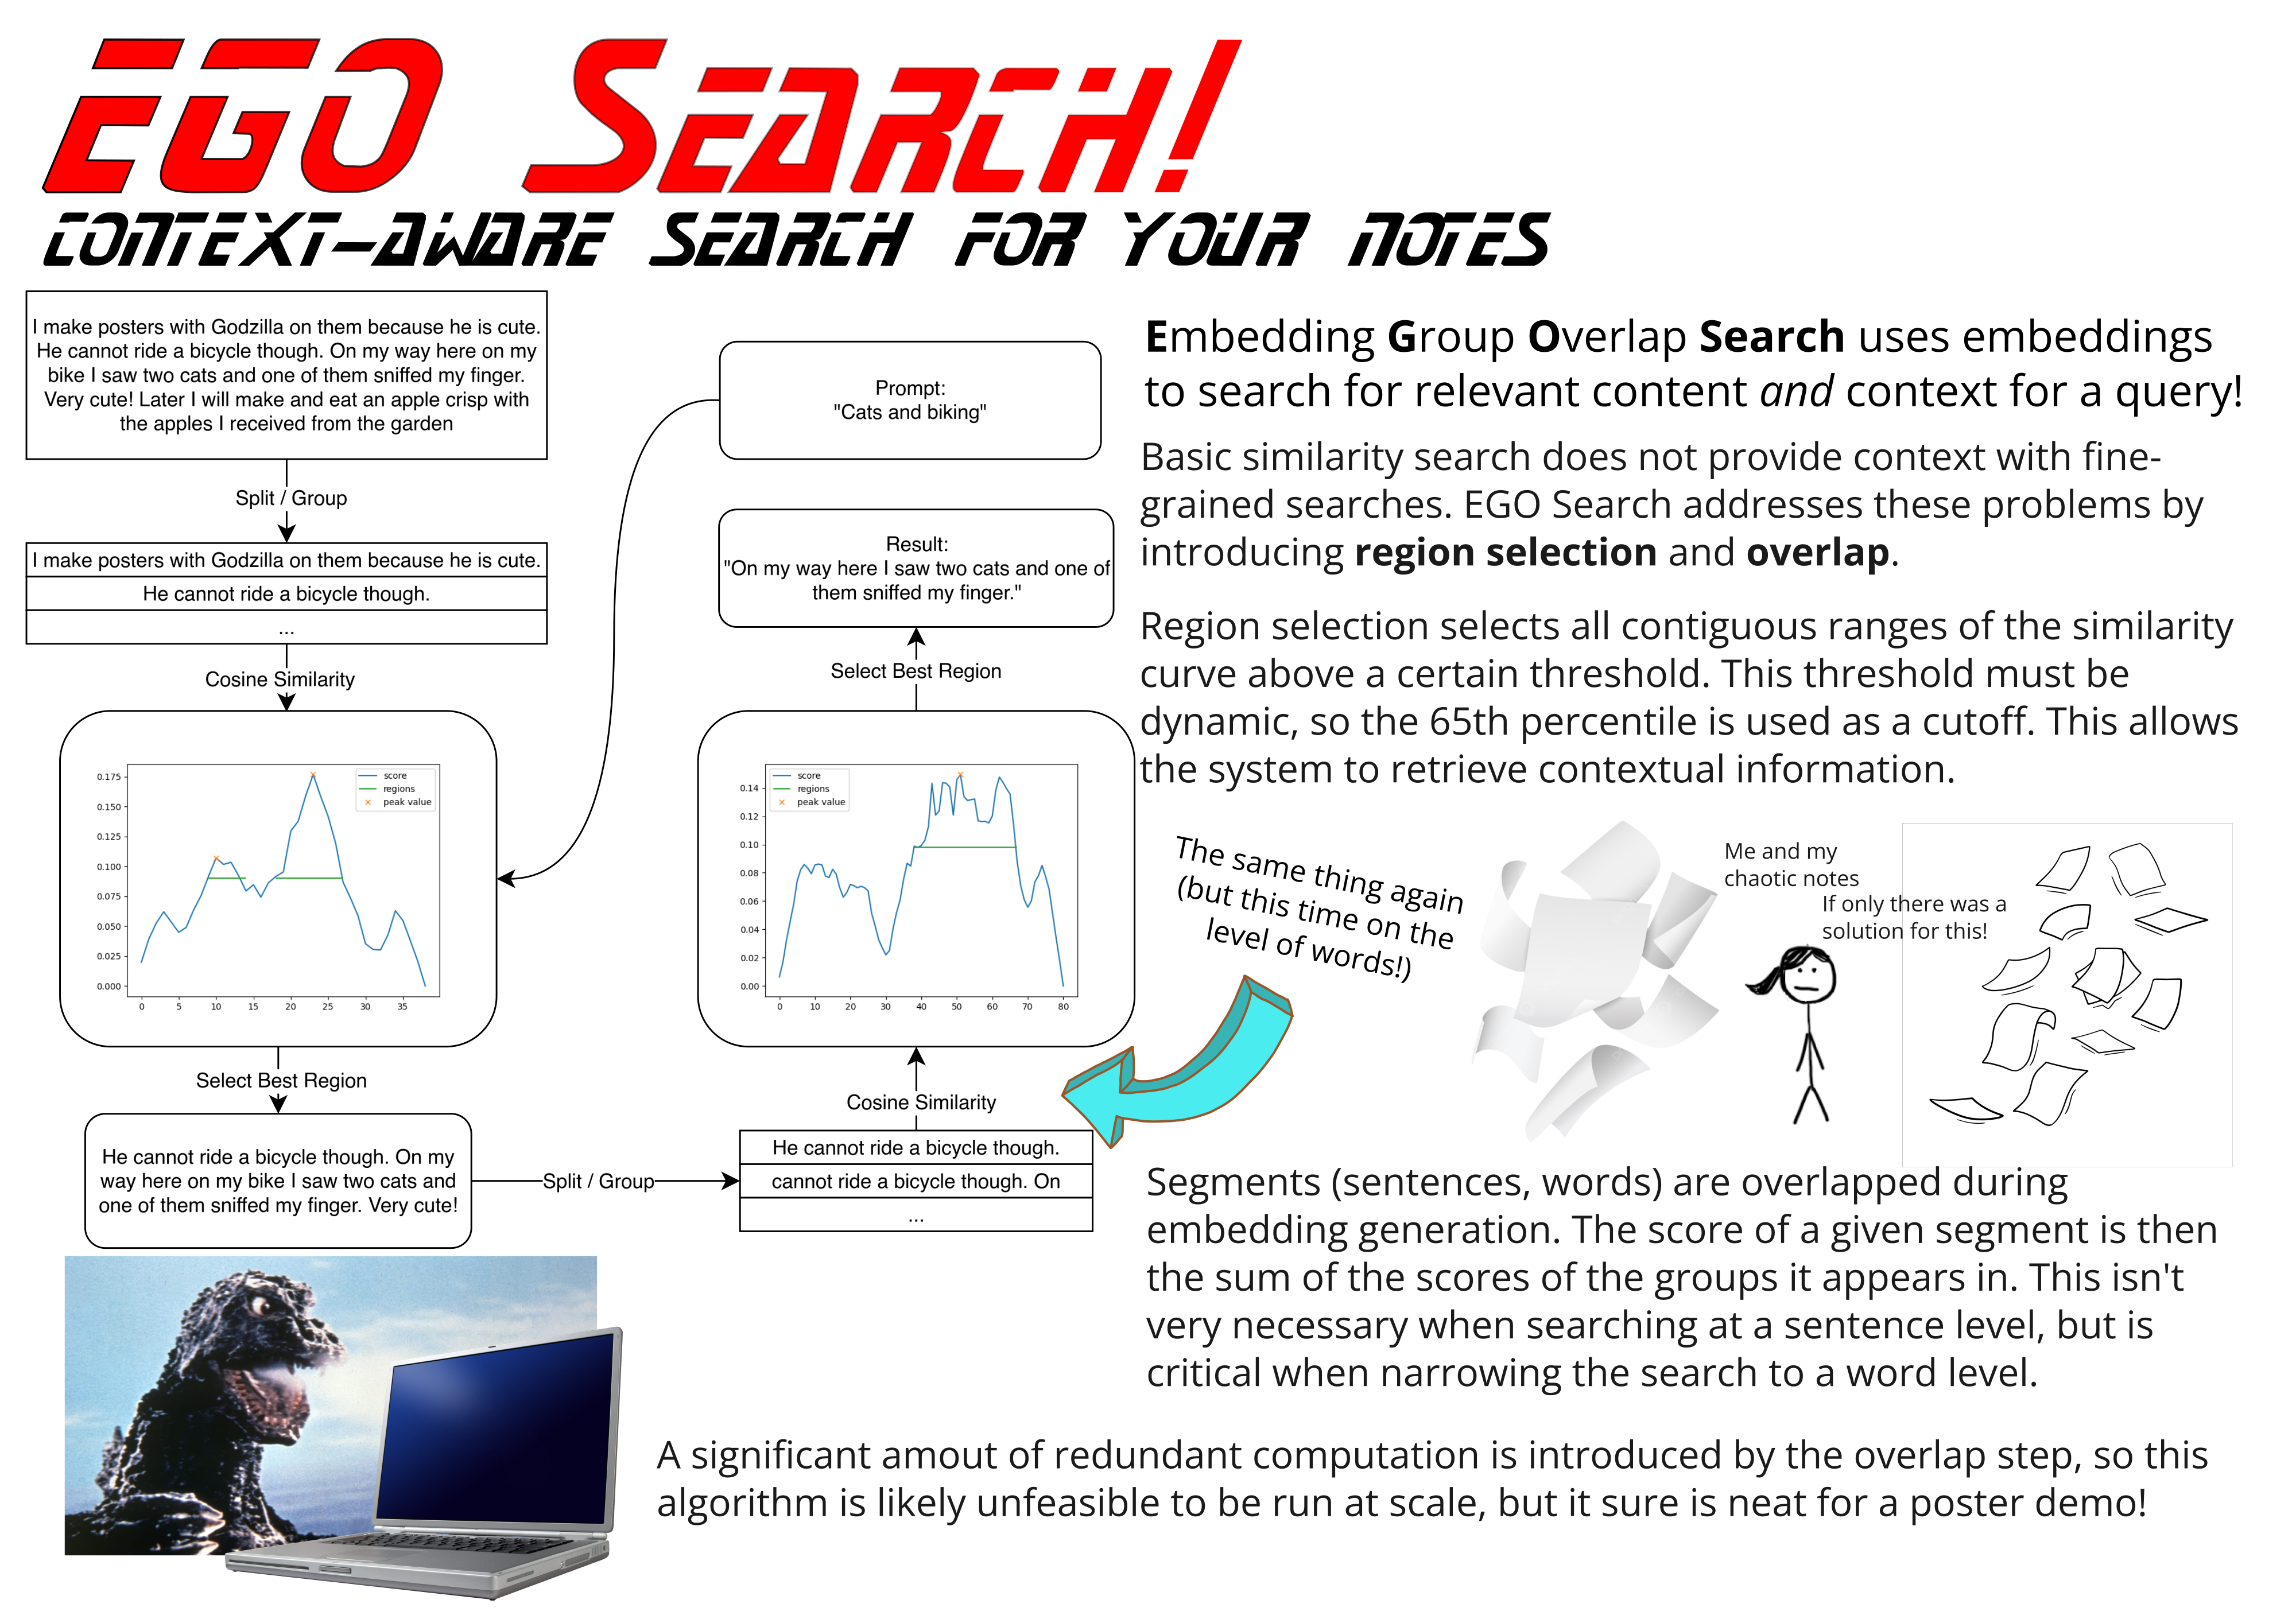 EGO SEARCH!
CONTEXT-AWARE SEARCH FOR YOUR NOTES
I make posters with Godzilla on them because he is cute.
He cannot ride a bicycle though. On my way here on my
bike I saw two cats and one of them sniffed my finger.
Very cute! Later I will make and eat an apple crisp with
the apples I received from the garden
Split / Group
I make posters with Godzilla on them because he is cute.
He cannot ride a bicycle though.
...
Cosine Similarity
score
regions
peak value
0.175
0.150
0.125
0.100
0.075
0.050
0.025
0.000
0 5 10 15 20 25 30 35
Select Best Region
He cannot ride a bicycle though. On my
way here on my bike I saw two cats and
one of them sniffed my finger. Very cute!
Split / Group
He cannot ride a bicycle though.
cannot ride a bicycle though. On
...
Cosine Similarity
score
regions
peak value
0.14
0.12
0.10
0.08
0.06
0.04
0.02
0.00
0 10 20 30 40 50 60 70 80
Select Best Region
Result:
"On my way here I saw two cats and one of
them sniffed my finger."
Prompt:
"Cats and biking"
Embedding Group Overlap Search uses embeddings
to search for relevant content and context for a query!
Basic similarity search does not provide context with fine-
grained searches. EGO Search addresses these problems by
introducing region selection and overlap.
Region selection selects all contiguous ranges of the similarity
curve above a certain threshold. This threshold must be
dynamic, so the 65th percentile is used as a cutoff. This allows
the system to retrieve contextual information.
The same thing again
(but this time on the
level of words!)
Me and my
chaotic notes
If only there was a
solution for this!
Segments (sentences, words) are overlapped during
embedding generation. The score of a given segment is then
the sum of the scores of the groups it appears in. This isn't
very necessary when searching at a sentence level, but is
critical when narrowing the search to a word level.
A significant amout of redundant computation is introduced by the overlap step, so this
algorithm is likely unfeasible to be run at scale, but it sure is neat for a poster demo!